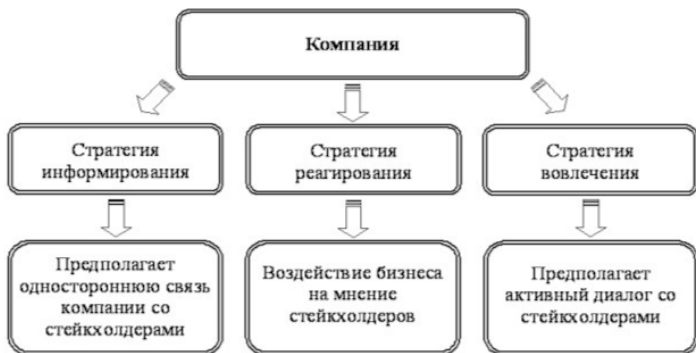 Компания
Стратегия
информирования
Стратегия
реагирования
Стратегия
вовлечения
Предполагает
одностороннюю связь
компании со
стейкхолдерами
Воздействие бизнеса
на мнение
стейкхолдеров
Предполагает
активный диалог со
стейкхолдерами